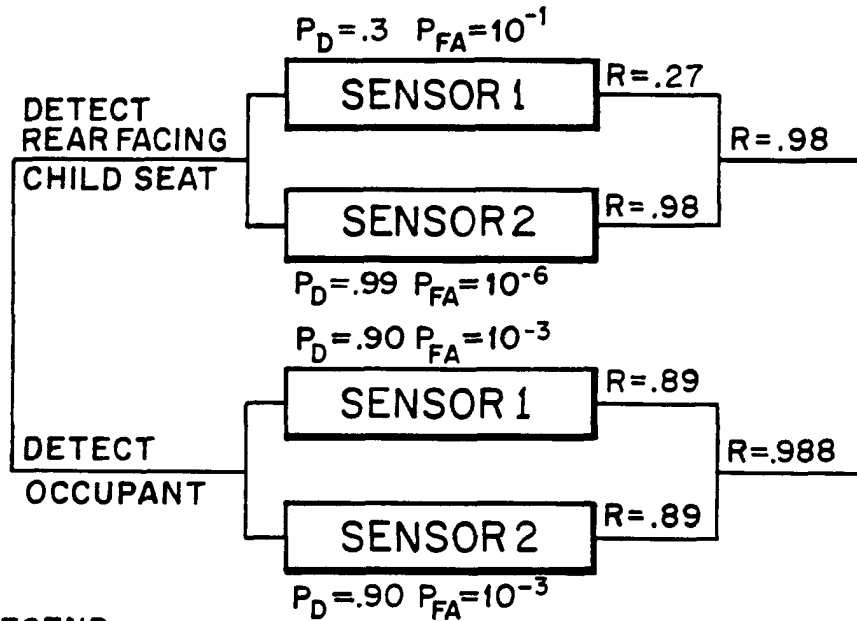 P_D=.3 P_FA=10^-1
SENSOR 1
R=.27
DETECT
REAR FACING
CHILD SEAT
R=.98
SENSOR 2
R=.98
P_D=.99 P_FA=10^-6
P_D=.90 P_FA=10^-3
SENSOR 1
R=.89
DETECT
OCCUPANT
R=.988
SENSOR 2
R=.89
P_D=.90 P_FA=10^-3